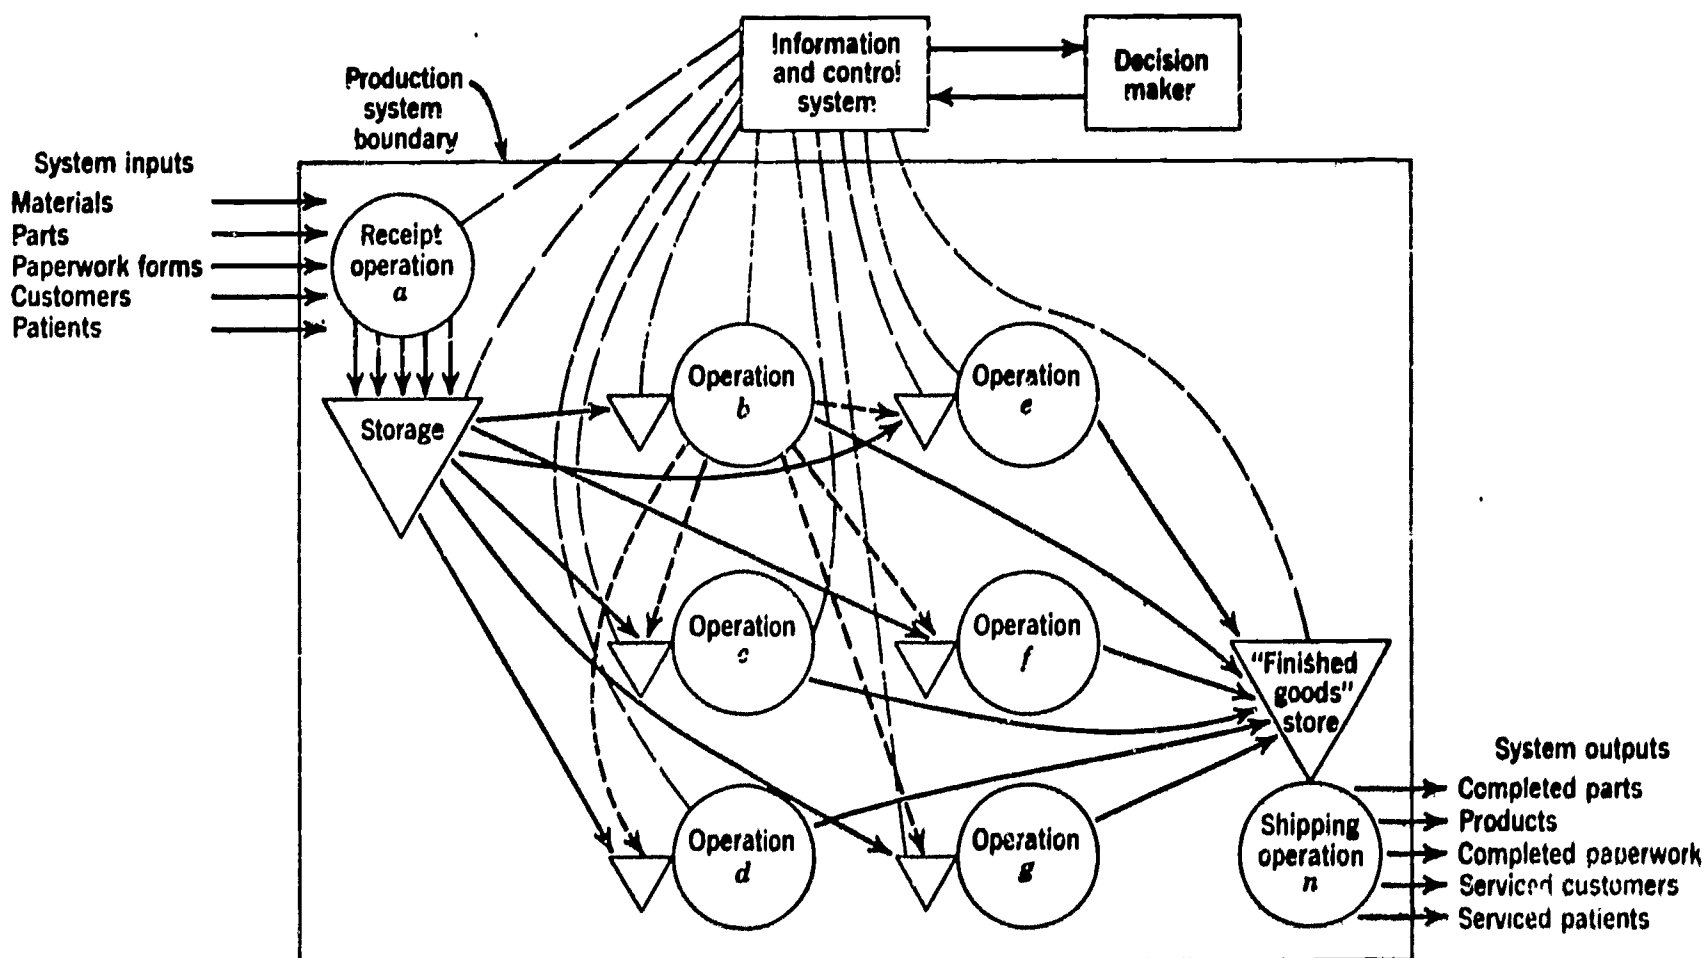 Information
and control
system
Decision
maker
Production
system
boundary
System inputs
Materials
Parts
Paperwork forms
Customers
Patients
Receipt
operation
a
Storage
Operation
b
Operation
e
Operation
c
Operation
f
"Finished
goods"
store
Operation
d
Operation
g
Shipping
operation
n
System outputs
Completed parts
Products
Completed paperwork
Serviced customers
Serviced patients